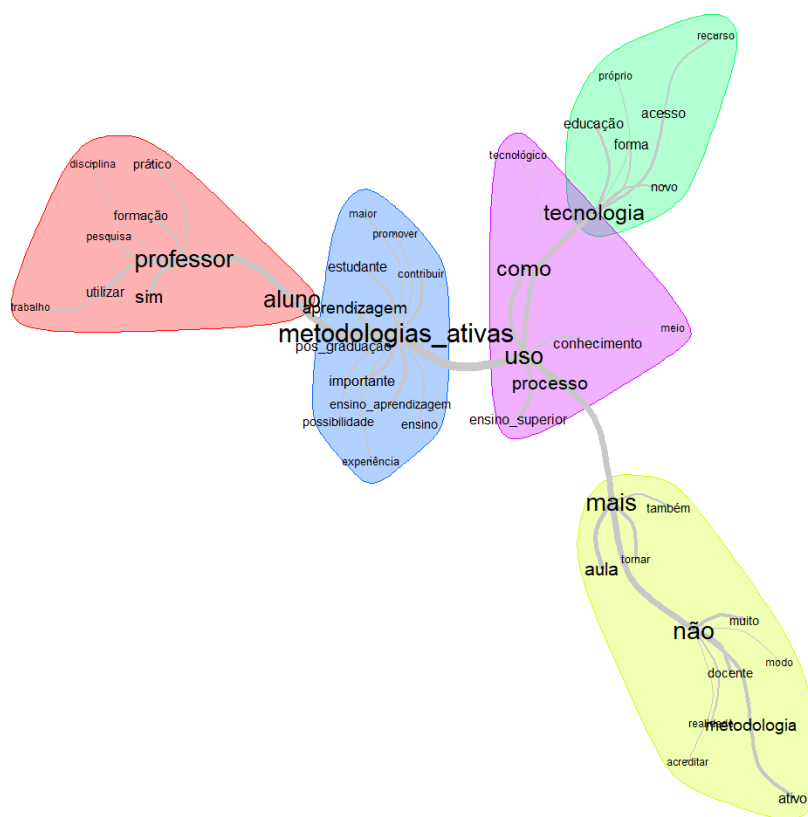 recurso
próprio
acesso
educação
forma
tecnológico
disciplina
prático
novo
tecnologia
maior
formação
promover
pesquisa
professor
estudante
como
contribuir
utilizar
sim
aluno
trabalho
aprendizagem
meio
metodologias_ativas
pós_graduação
conhecimento
uso
importante
processo
ensino_aprendizagem
possibilidade
ensino
ensino_superior
experiência
mais
também
tornar
aula
muito
não
modo
docente
realidade
metodologia
acreditar
ativo